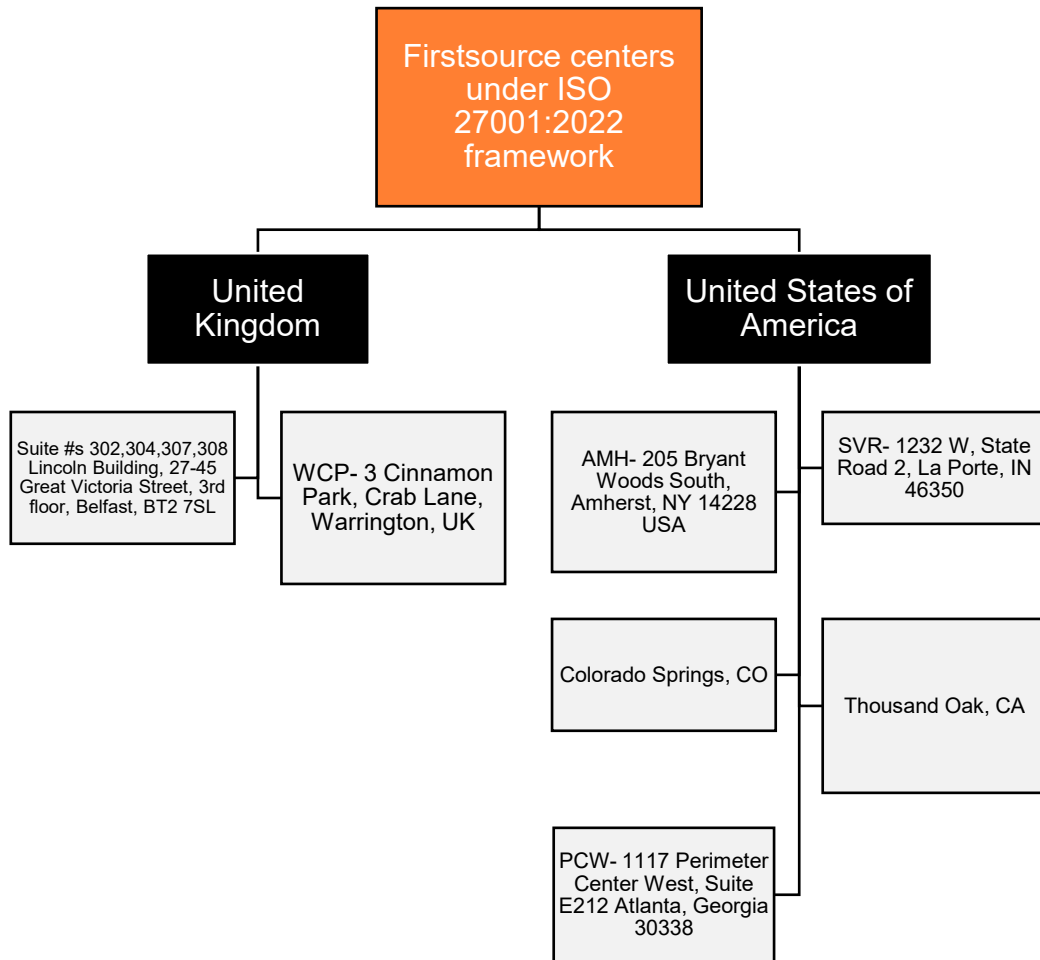 Firstsource centers
under ISO
27001:2022
framework
United
Kingdom
United States of
America
Suite #s 302,304,307,308
Lincoln Building, 27-45
Great Victoria Street, 3rd
floor, Belfast, BT2 7SL
WCP- 3 Cinnamon
Park, Crab Lane,
Warrington, UK
AMH- 205 Bryant
Woods South,
Amherst, NY 14228
USA
SVR- 1232 W, State
Road 2, La Porte, IN
46350
Colorado Springs, CO
Thousand Oak, CA
PCW- 1117 Perimeter
Center West, Suite
E212 Atlanta, Georgia
30338